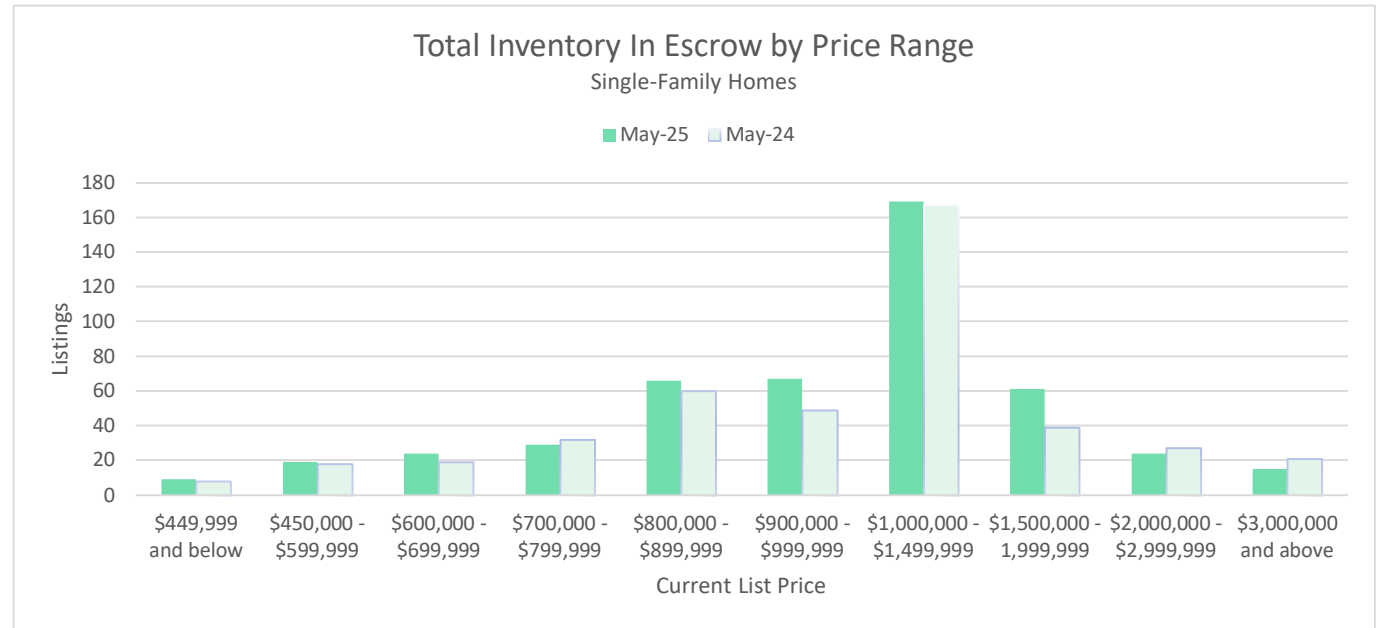 Total Inventory In Escrow by Price Range
Single-Family Homes
May-25 May-24
180
160
140
120
100
80
60
40
20
0
Listings
$449,999 and below
$450,000 - $599,999
$600,000 - $699,999
$700,000 - $799,999
$800,000 - $899,999
$900,000 - $999,999
$1,000,000 - $1,499,999
$1,500,000 - 1,999,999
$2,000,000 - $2,999,999
$3,000,000 and above
Current List Price